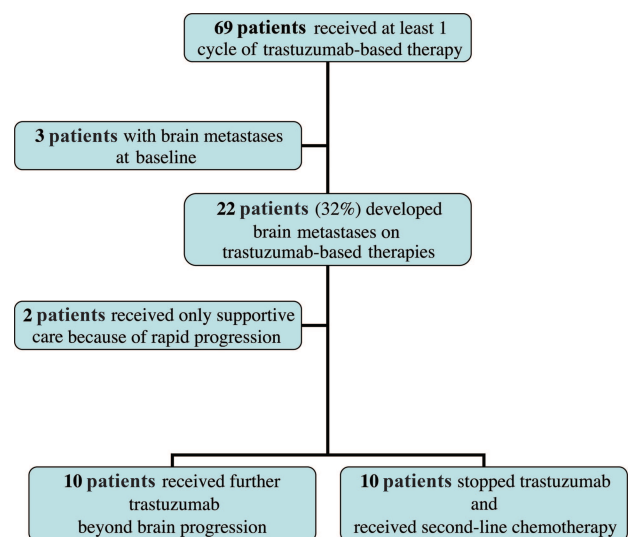 69 patients received at least 1
cycle of trastuzumab-based therapy
3 patients with brain metastases
at baseline
22 patients (32%) developed
brain metastases on
trastuzumab-based therapies
2 patients received only supportive
care because of rapid progression
10 patients received further
trastuzumab
beyond brain progression
10 patients stopped trastuzumab
and
received second-line chemotherapy